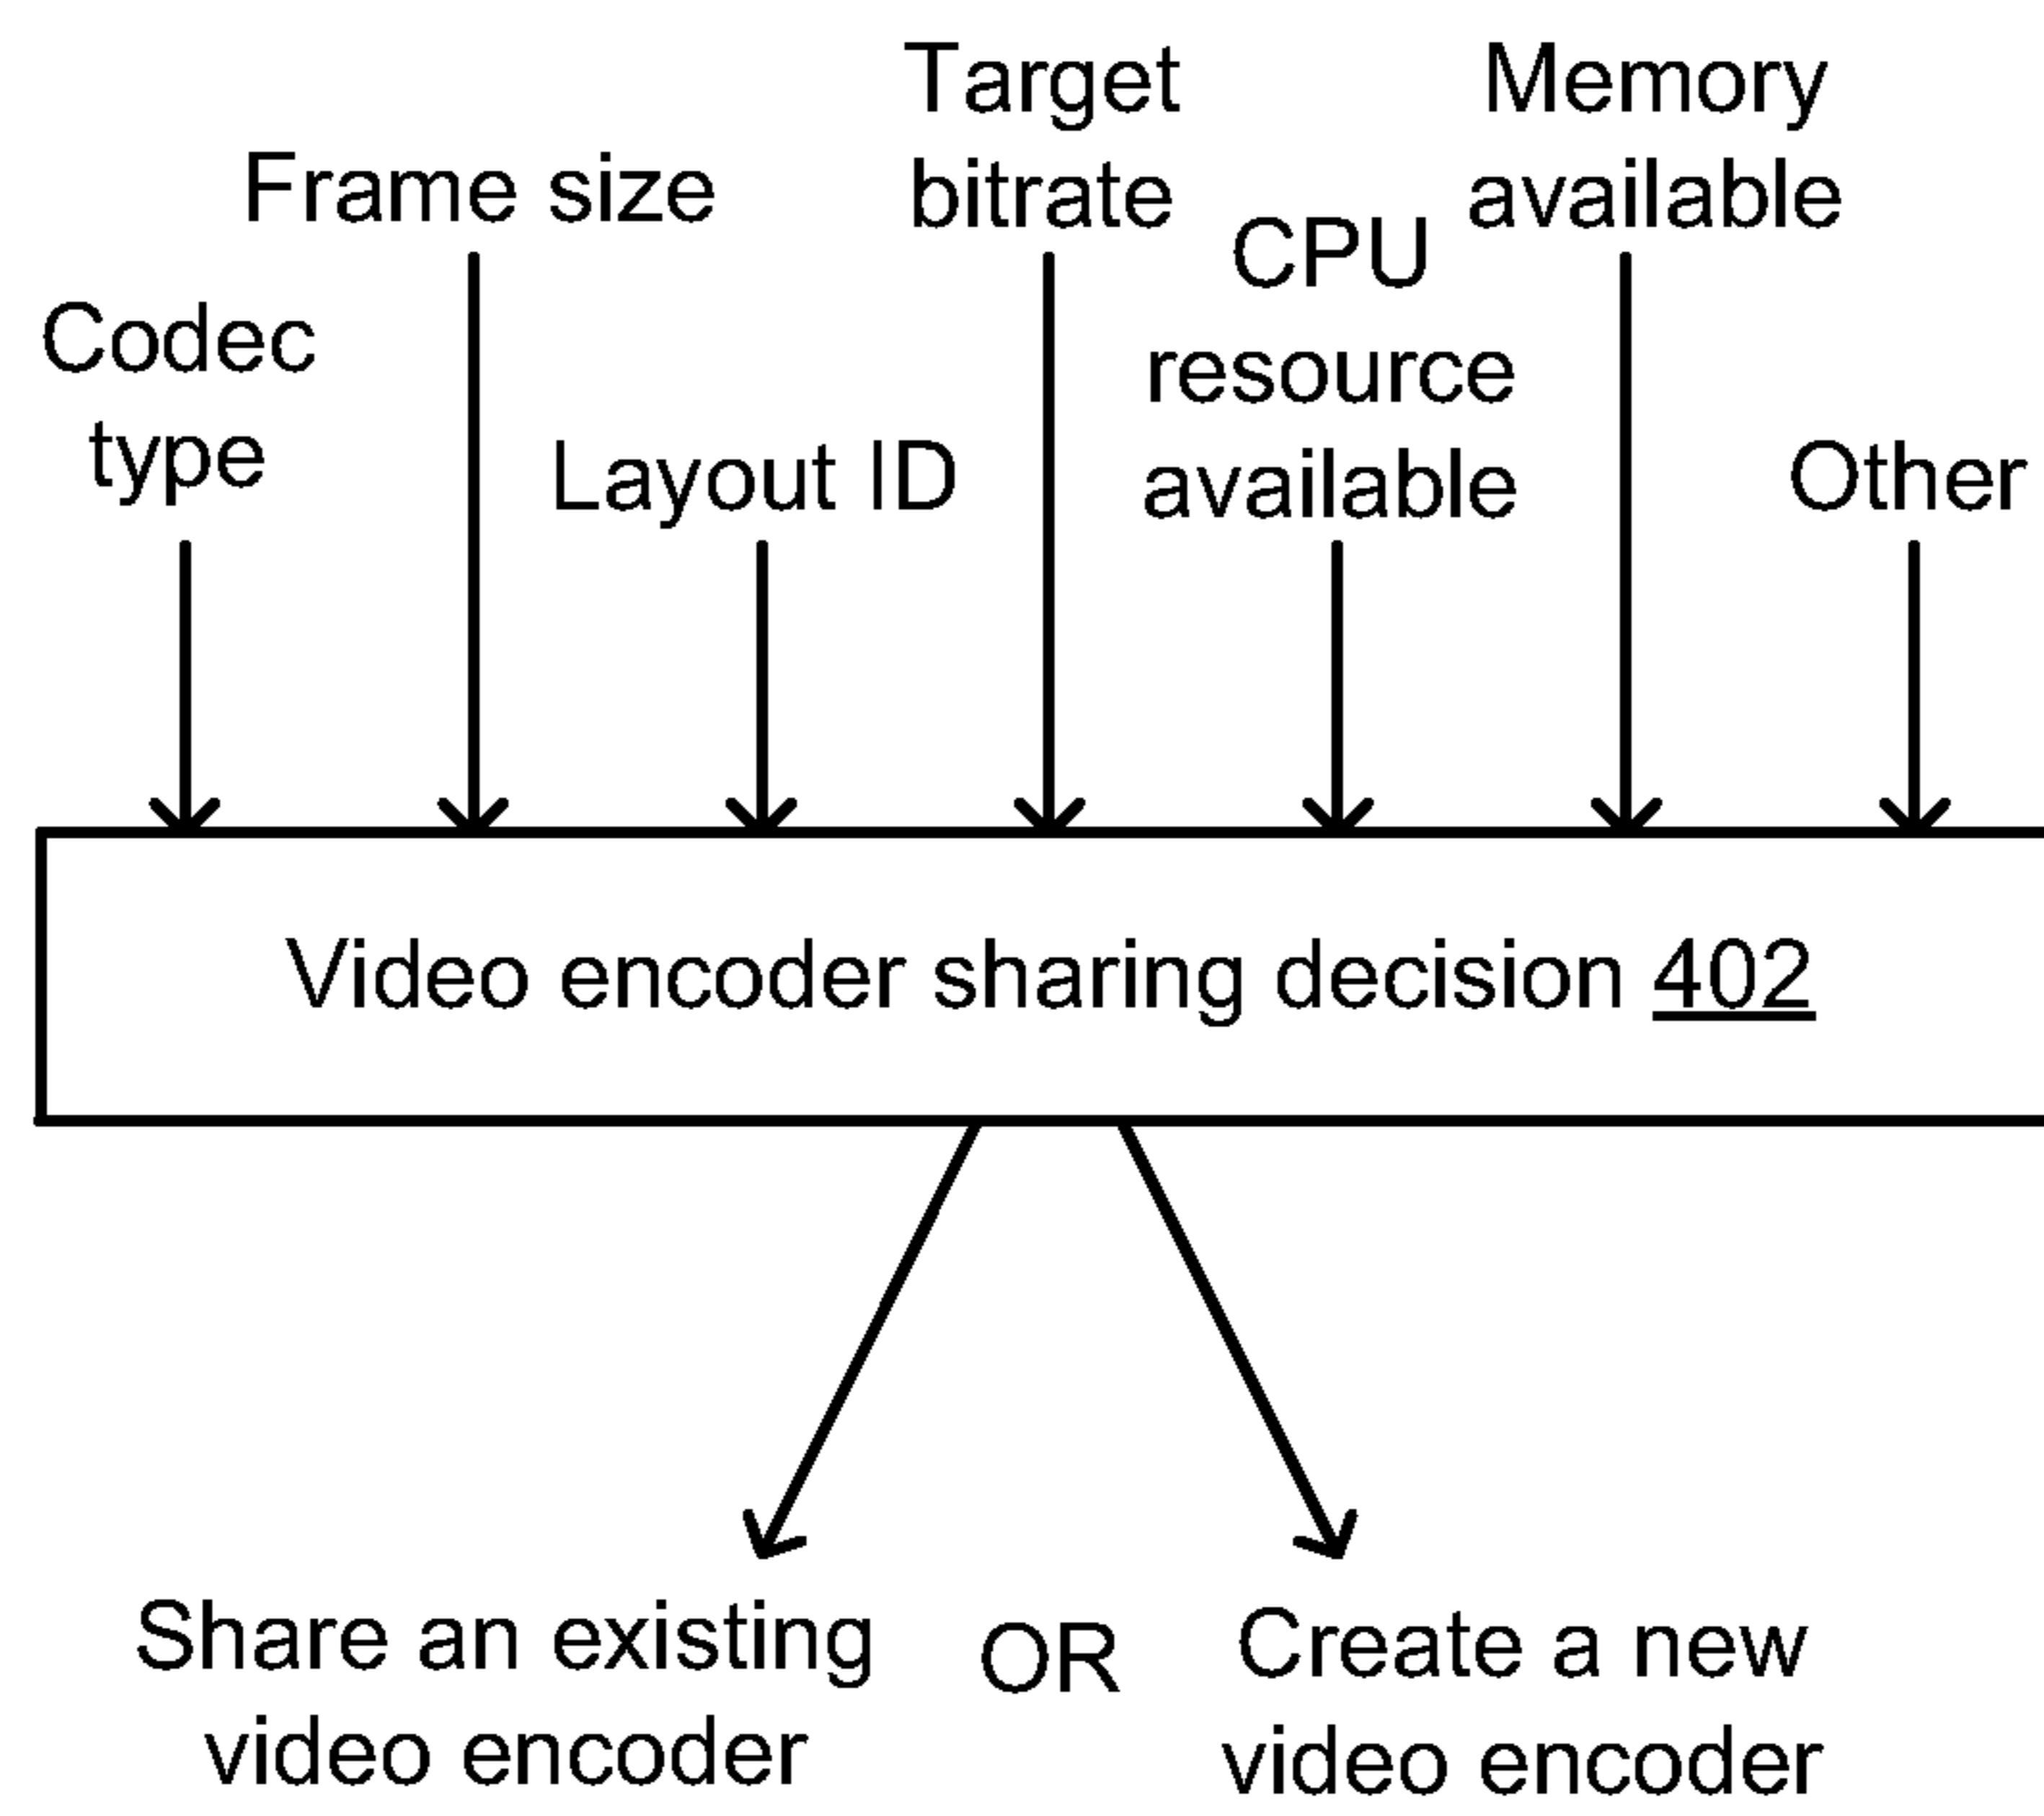 Codec
type
Frame size
Layout ID
Target
bitrate
CPU
resource
available
Memory
available
Other
Video encoder sharing decision 402
Share an existing
video encoder
OR
Create a new
video encoder